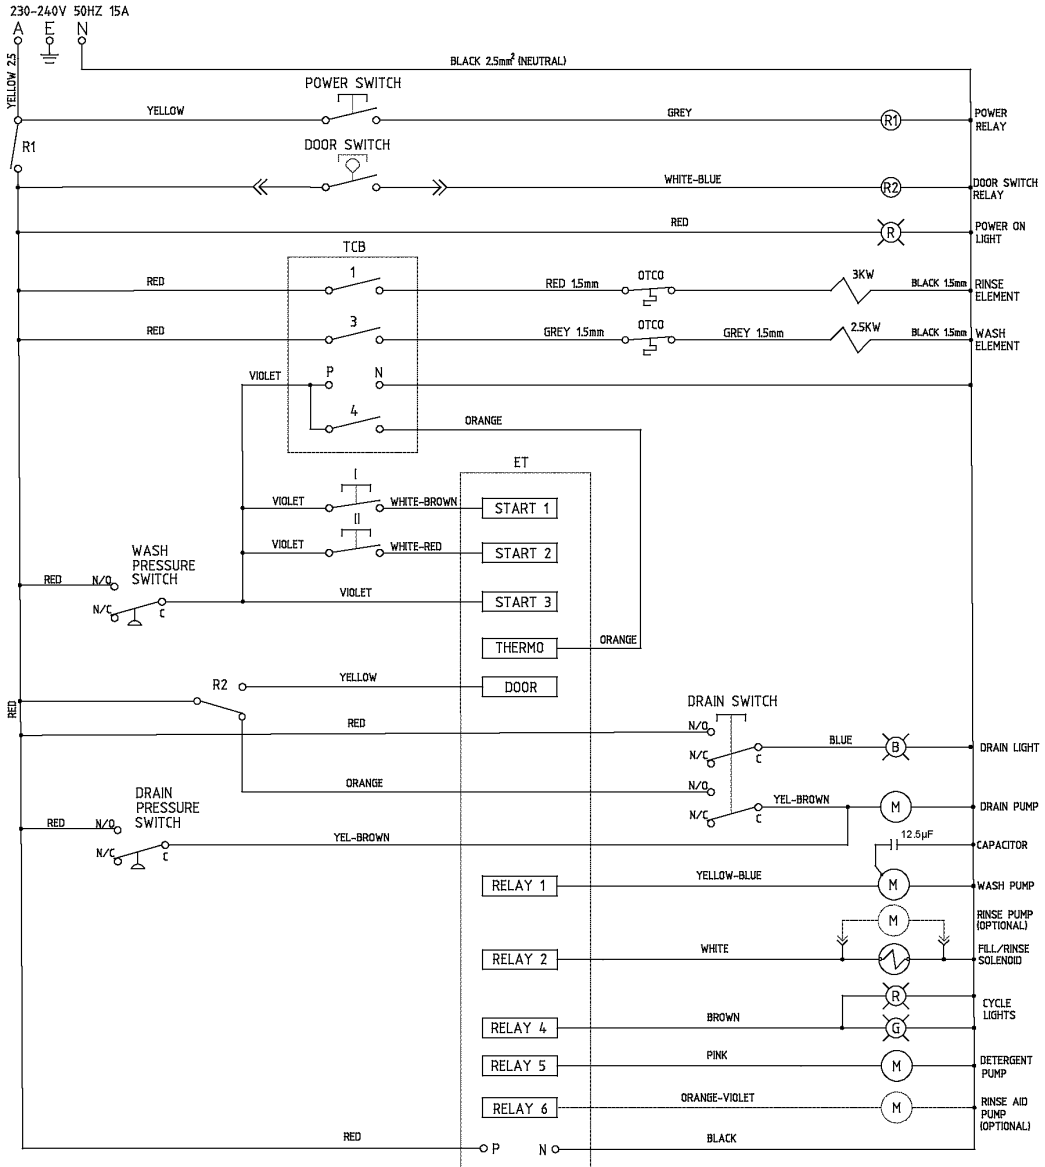 230-240V 50HZ 15A
A E N
YELLOW 2.5
BLACK 2.5mm² (NEUTRAL)
POWER SWITCH
YELLOW
GREY
R1
POWER
RELAY
R1
DOOR SWITCH
WHITE-BLUE
R2
DOOR SWITCH
RELAY
RED
R
POWER ON
LIGHT
TCB
RED
1
RED 1.5mm
OTCO
3KW
BLACK 1.5mm
RINSE
ELEMENT
RED
3
GREY 1.5mm
OTCO
GREY 1.5mm
2.5KW
BLACK 1.5mm
WASH
ELEMENT
VIOLET
P N
4
ORANGE
ET
I
VIOLET
WHITE-BROWN
START 1
II
VIOLET
WHITE-RED
START 2
WASH
PRESSURE
SWITCH
RED
N/O
N/C
C
VIOLET
START 3
THERMO
ORANGE
R2
YELLOW
DOOR
RED
RED
DRAIN SWITCH
N/O
N/C
C
BLUE
B
DRAIN LIGHT
ORANGE
N/O
N/C
C
YEL-BROWN
M
DRAIN PUMP
DRAIN
PRESSURE
SWITCH
RED
N/O
N/C
C
YEL-BROWN
12.5µF
CAPACITOR
RELAY 1
YELLOW-BLUE
M
WASH PUMP
M
RINSE PUMP
(OPTIONAL)
RELAY 2
WHITE
FILL/RINSE
SOLENOID
R
CYCLE
LIGHTS
RELAY 4
BROWN
G
RELAY 5
PINK
M
DETERGENT
PUMP
RELAY 6
ORANGE-VIOLET
M
RINSE AID
PUMP
(OPTIONAL)
RED
P N
BLACK